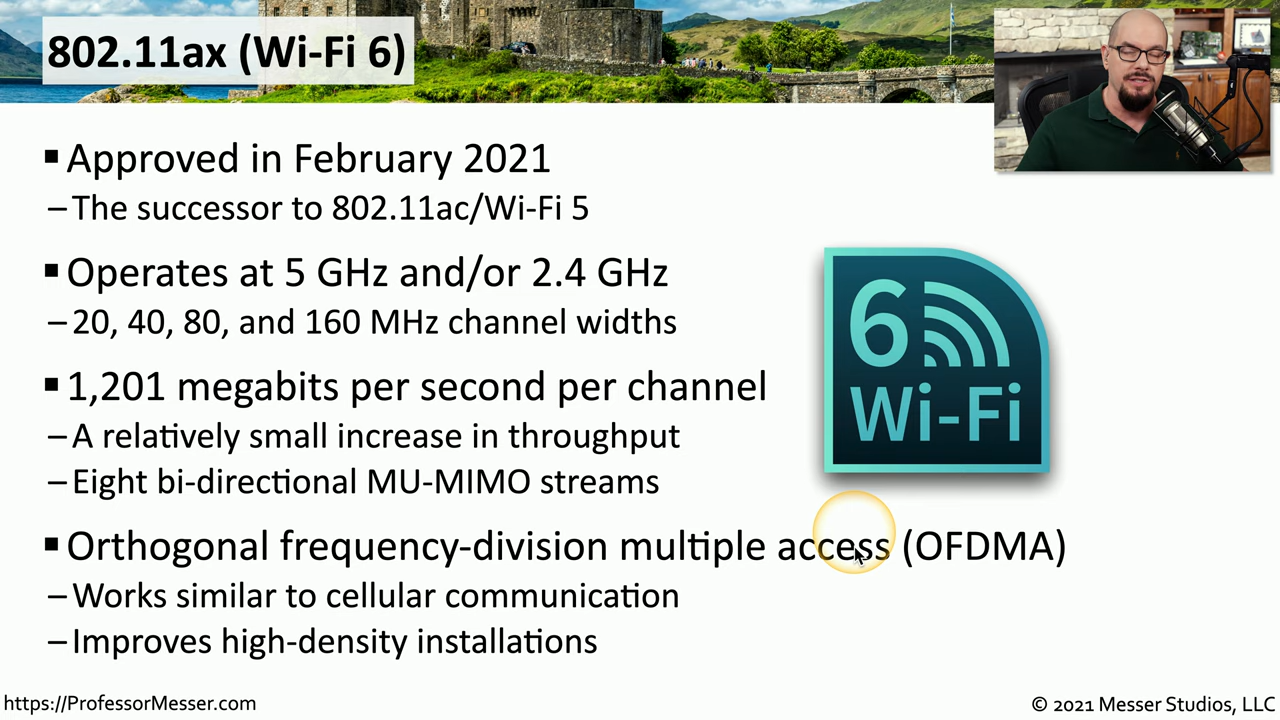 802.11ax (Wi-Fi 6)
▪ Approved in February 2021
– The successor to 802.11ac/Wi-Fi 5
▪ Operates at 5 GHz and/or 2.4 GHz
– 20, 40, 80, and 160 MHz channel widths
▪ 1,201 megabits per second per channel
– A relatively small increase in throughput
– Eight bi-directional MU-MIMO streams
6
Wi-Fi
▪ Orthogonal frequency-division multiple access (OFDMA)
– Works similar to cellular communication
– Improves high-density installations
https://ProfessorMesser.com
© 2021 Messer Studios, LLC